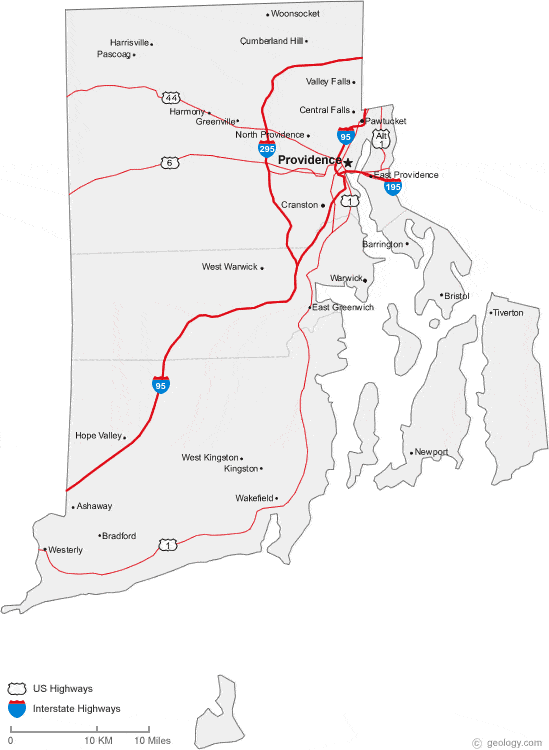 Woonsocket
Harrisville
Cumberland Hill
Pascoag
Valley Falls
44
Harmony
Greenville
Central Falls
Pawtucket
North Providence
95
Alt
1
295
Providence
6
East Providence
195
Cranston
1
Barrington
West Warwick
Warwick
Bristol
East Greenwich
Tiverton
95
Hope Valley
West Kingston
Kingston
Newport
Wakefield
Ashaway
Bradford
1
Westerly
US Highways
Interstate Highways
0 10 KM 10 Miles
© geology.com